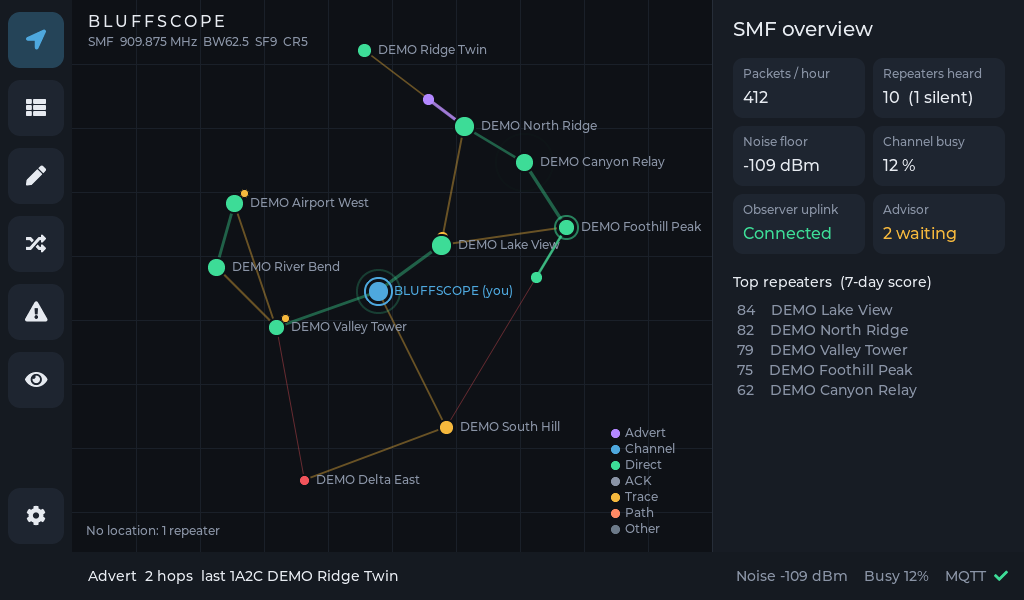 BLUFFSCOPE
SMF 909.875 MHz BW62.5 SF9 CR5
DEMO Ridge Twin
DEMO North Ridge
DEMO Canyon Relay
DEMO Airport West
DEMO Foothill Peak
DEMO Lake View
DEMO River Bend
BLUFFSCOPE (you)
DEMO Valley Tower
DEMO South Hill
DEMO Delta East
Advert
Channel
Direct
ACK
Trace
Path
Other
No location: 1 repeater
SMF overview
Packets / hour
412
Repeaters heard
10 (1 silent)
Noise floor
-109 dBm
Channel busy
12 %
Observer uplink
Connected
Advisor
2 waiting
Top repeaters (7-day score)
84 DEMO Lake View
82 DEMO North Ridge
79 DEMO Valley Tower
75 DEMO Foothill Peak
62 DEMO Canyon Relay
Advert 2 hops last 1A2C DEMO Ridge Twin
Noise -109 dBm Busy 12% MQTT